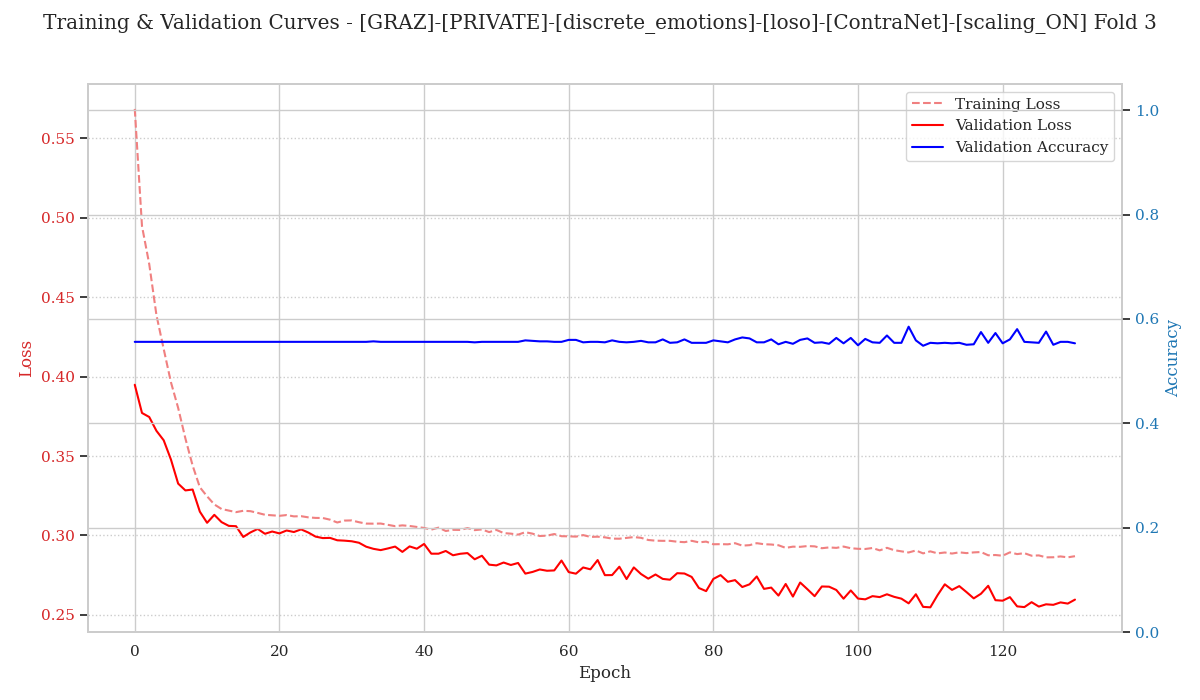 Training & Validation Curves - [GRAZ]-[PRIVATE]-[discrete_emotions]-[loso]-[ContraNet]-[scaling_ON] Fold 3
Training Loss
Validation Loss
Validation Accuracy
Loss
0.55
0.50
0.45
0.40
0.35
0.30
0.25
1.0
0.8
0.6
0.4
0.2
0.0
Accuracy
0 20 40 60 80 100 120
Epoch